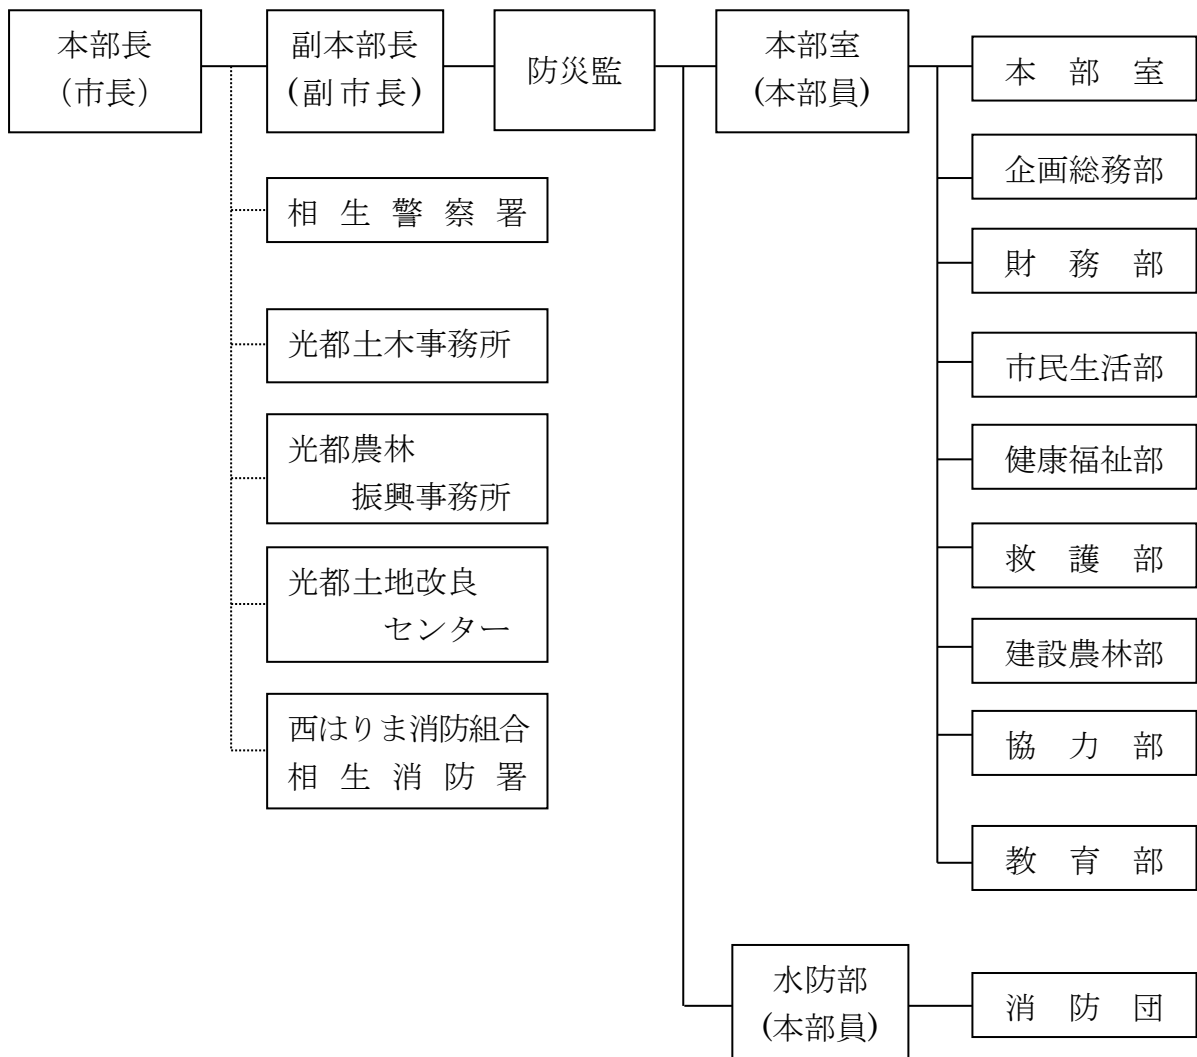 本部長
（市長）
副本部長
(副市長)
防災監
本部室
(本部員)
本部室
企画総務部
財務部
市民生活部
健康福祉部
救護部
建設農林部
協力部
教育部
相生警察署
光都土木事務所
光都農林
振興事務所
光都土地改良
センター
西はりま消防組合
相生消防署
水防部
(本部員)
消防団